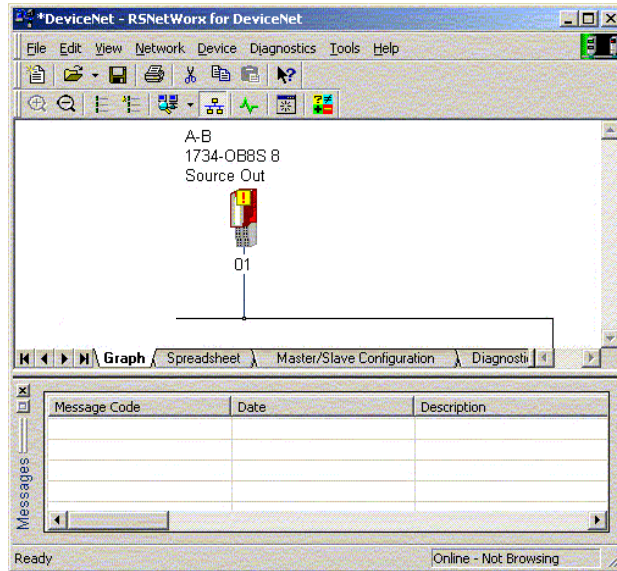 *DeviceNet - RSNetWorx for DeviceNet
File Edit View Network Device Diagnostics Tools Help
A-B
1734-OB8S 8
Source Out
01
Graph Spreadsheet Master/Slave Configuration Diagnosti
Message Code Date Description
Messages
Ready Online - Not Browsing